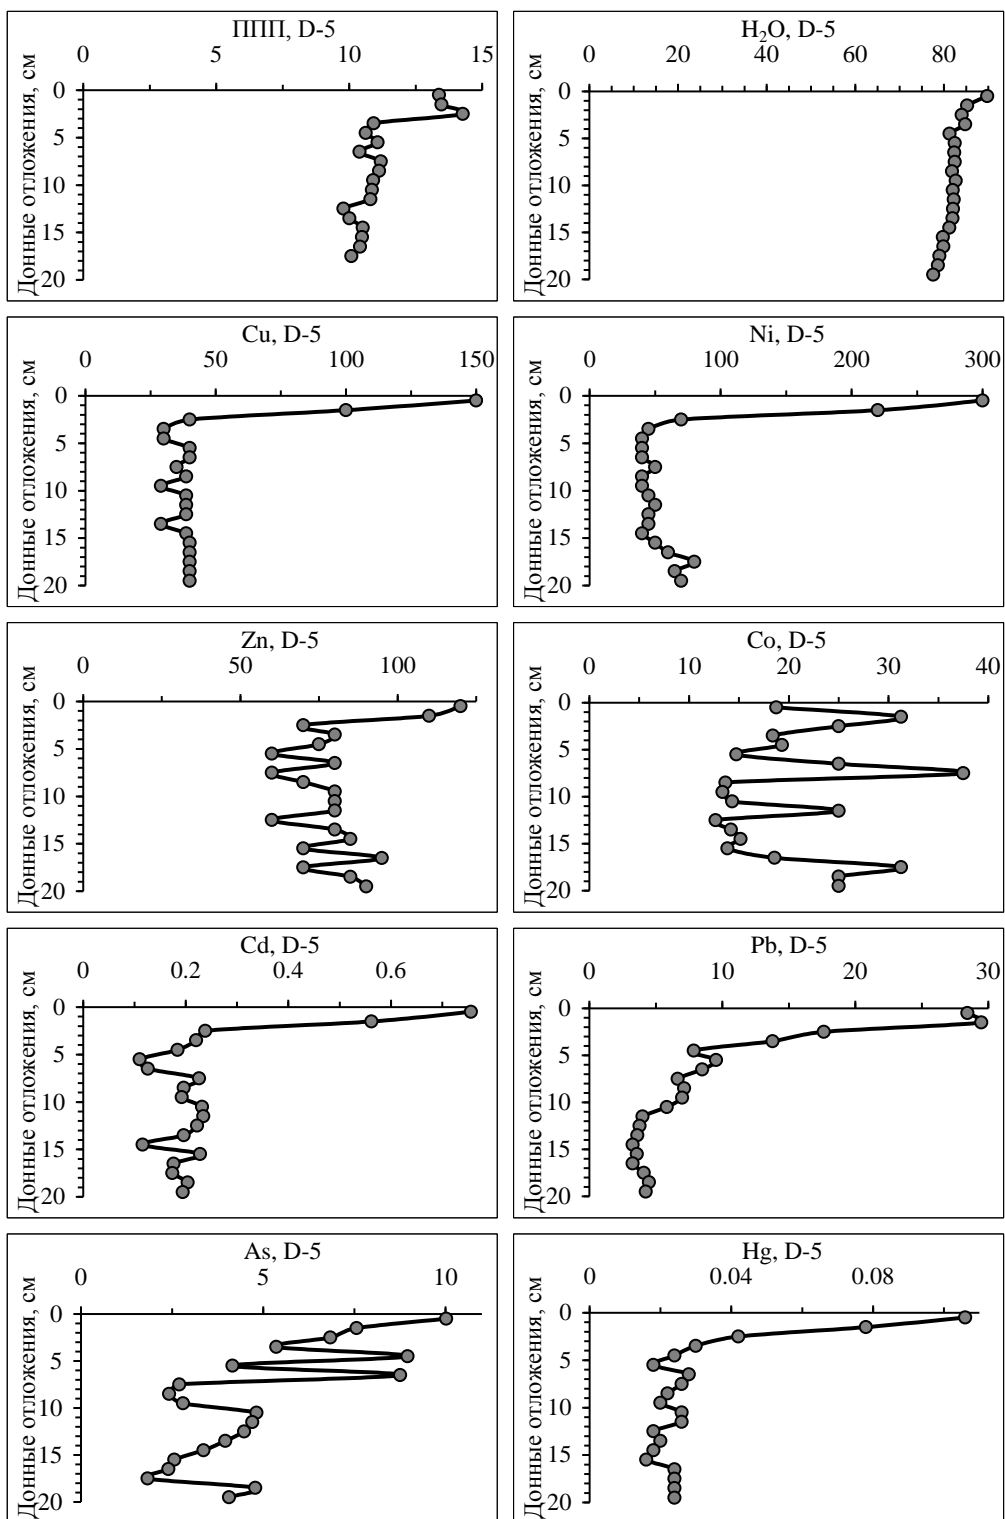 ППП, D-5
0 5 10 15
Донные отложения, см
0
5
10
15
20
H₂O, D-5
0 20 40 60 80
Донные отложения, см
0
5
10
15
20
Cu, D-5
0 50 100 150
Донные отложения, см
0
5
10
15
20
Ni, D-5
0 100 200 300
Донные отложения, см
0
5
10
15
20
Zn, D-5
0 50 100
Донные отложения, см
0
5
10
15
20
Co, D-5
0 10 20 30 40
Донные отложения, см
0
5
10
15
20
Cd, D-5
0 0.2 0.4 0.6
Донные отложения, см
0
5
10
15
20
Pb, D-5
0 10 20 30
Донные отложения, см
0
5
10
15
20
As, D-5
0 5 10
Донные отложения, см
0
5
10
15
20
Hg, D-5
0 0.04 0.08
Донные отложения, см
0
5
10
15
20